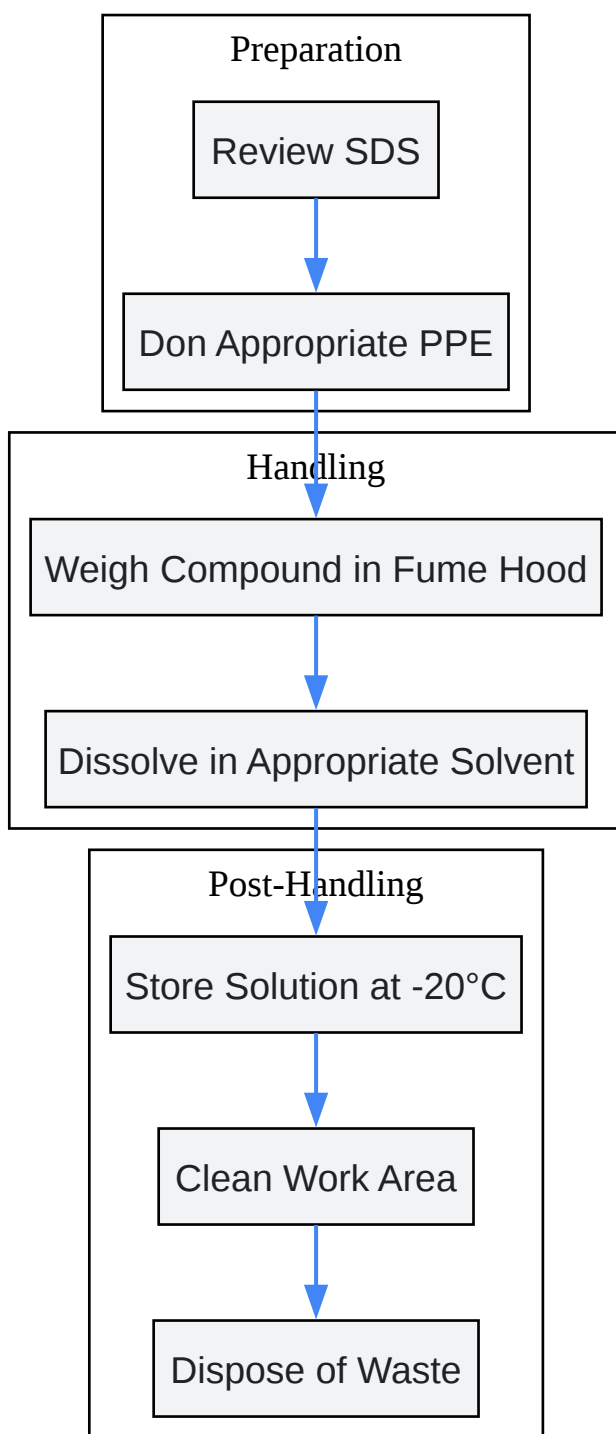 Preparation
Review SDS
Don Appropriate PPE
Handling
Weigh Compound in Fume Hood
Dissolve in Appropriate Solvent
Post-Handling
Store Solution at -20°C
Clean Work Area
Dispose of Waste